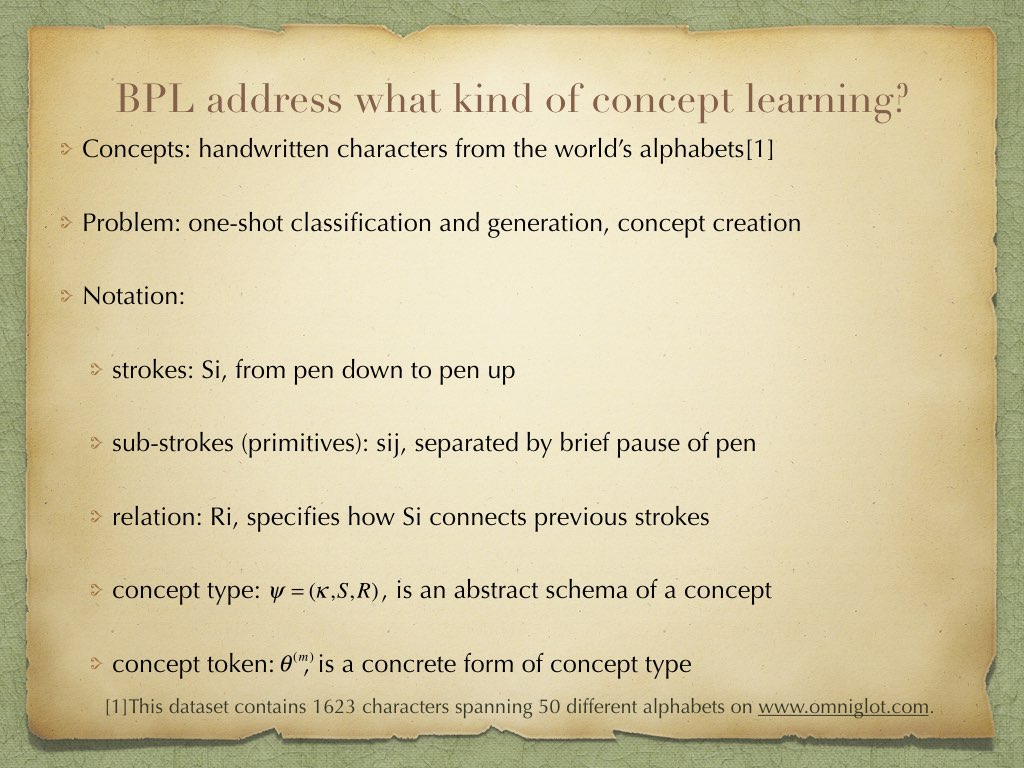 BPL address what kind of concept learning?
Concepts: handwritten characters from the world's alphabets[1]
Problem: one-shot classification and generation, concept creation
Notation:
strokes: Si, from pen down to pen up
sub-strokes (primitives): sij, separated by brief pause of pen
relation: Ri, specifies how Si connects previous strokes
concept type: ψ = (κ,S,R), is an abstract schema of a concept
concept token: θ^(m), is a concrete form of concept type
[1]This dataset contains 1623 characters spanning 50 different alphabets on www.omniglot.com.